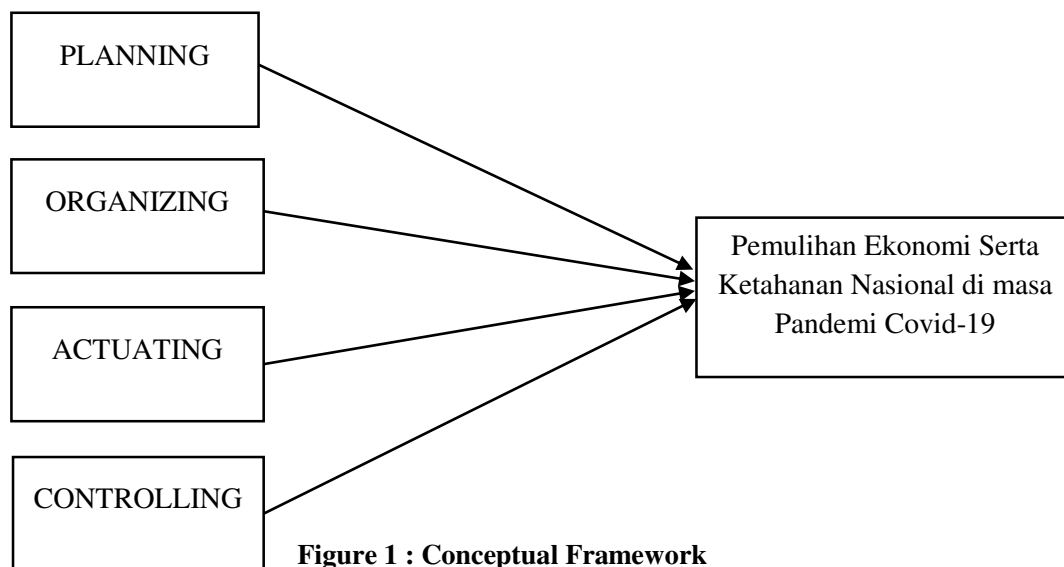 PLANNING
ORGANIZING
ACTUATING
CONTROLLING
Pemulihan Ekonomi Serta
Ketahanan Nasional di masa
Pandemi Covid-19
Figure 1 : Conceptual Framework